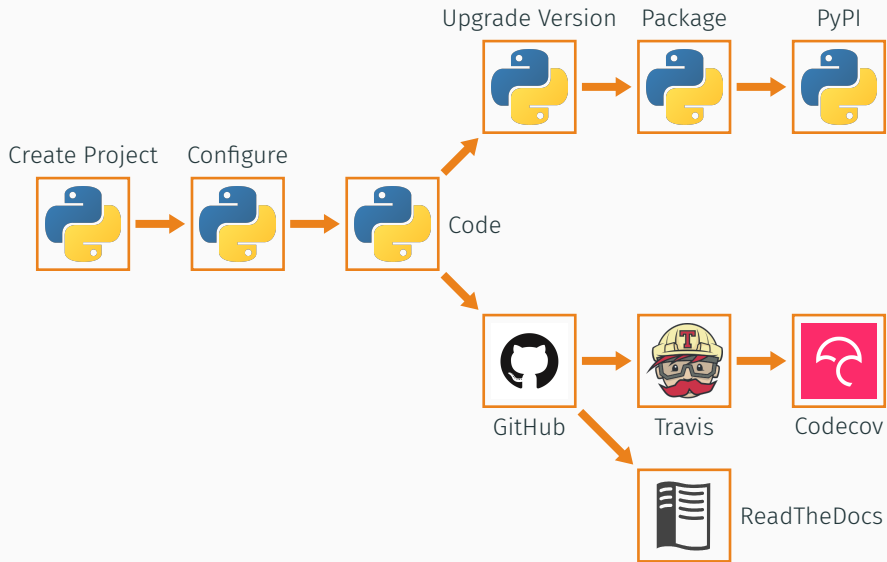 Upgrade Version
Package
PyPI
Create Project
Configure
Code
T
GitHub
Travis
Codecov
ReadTheDocs